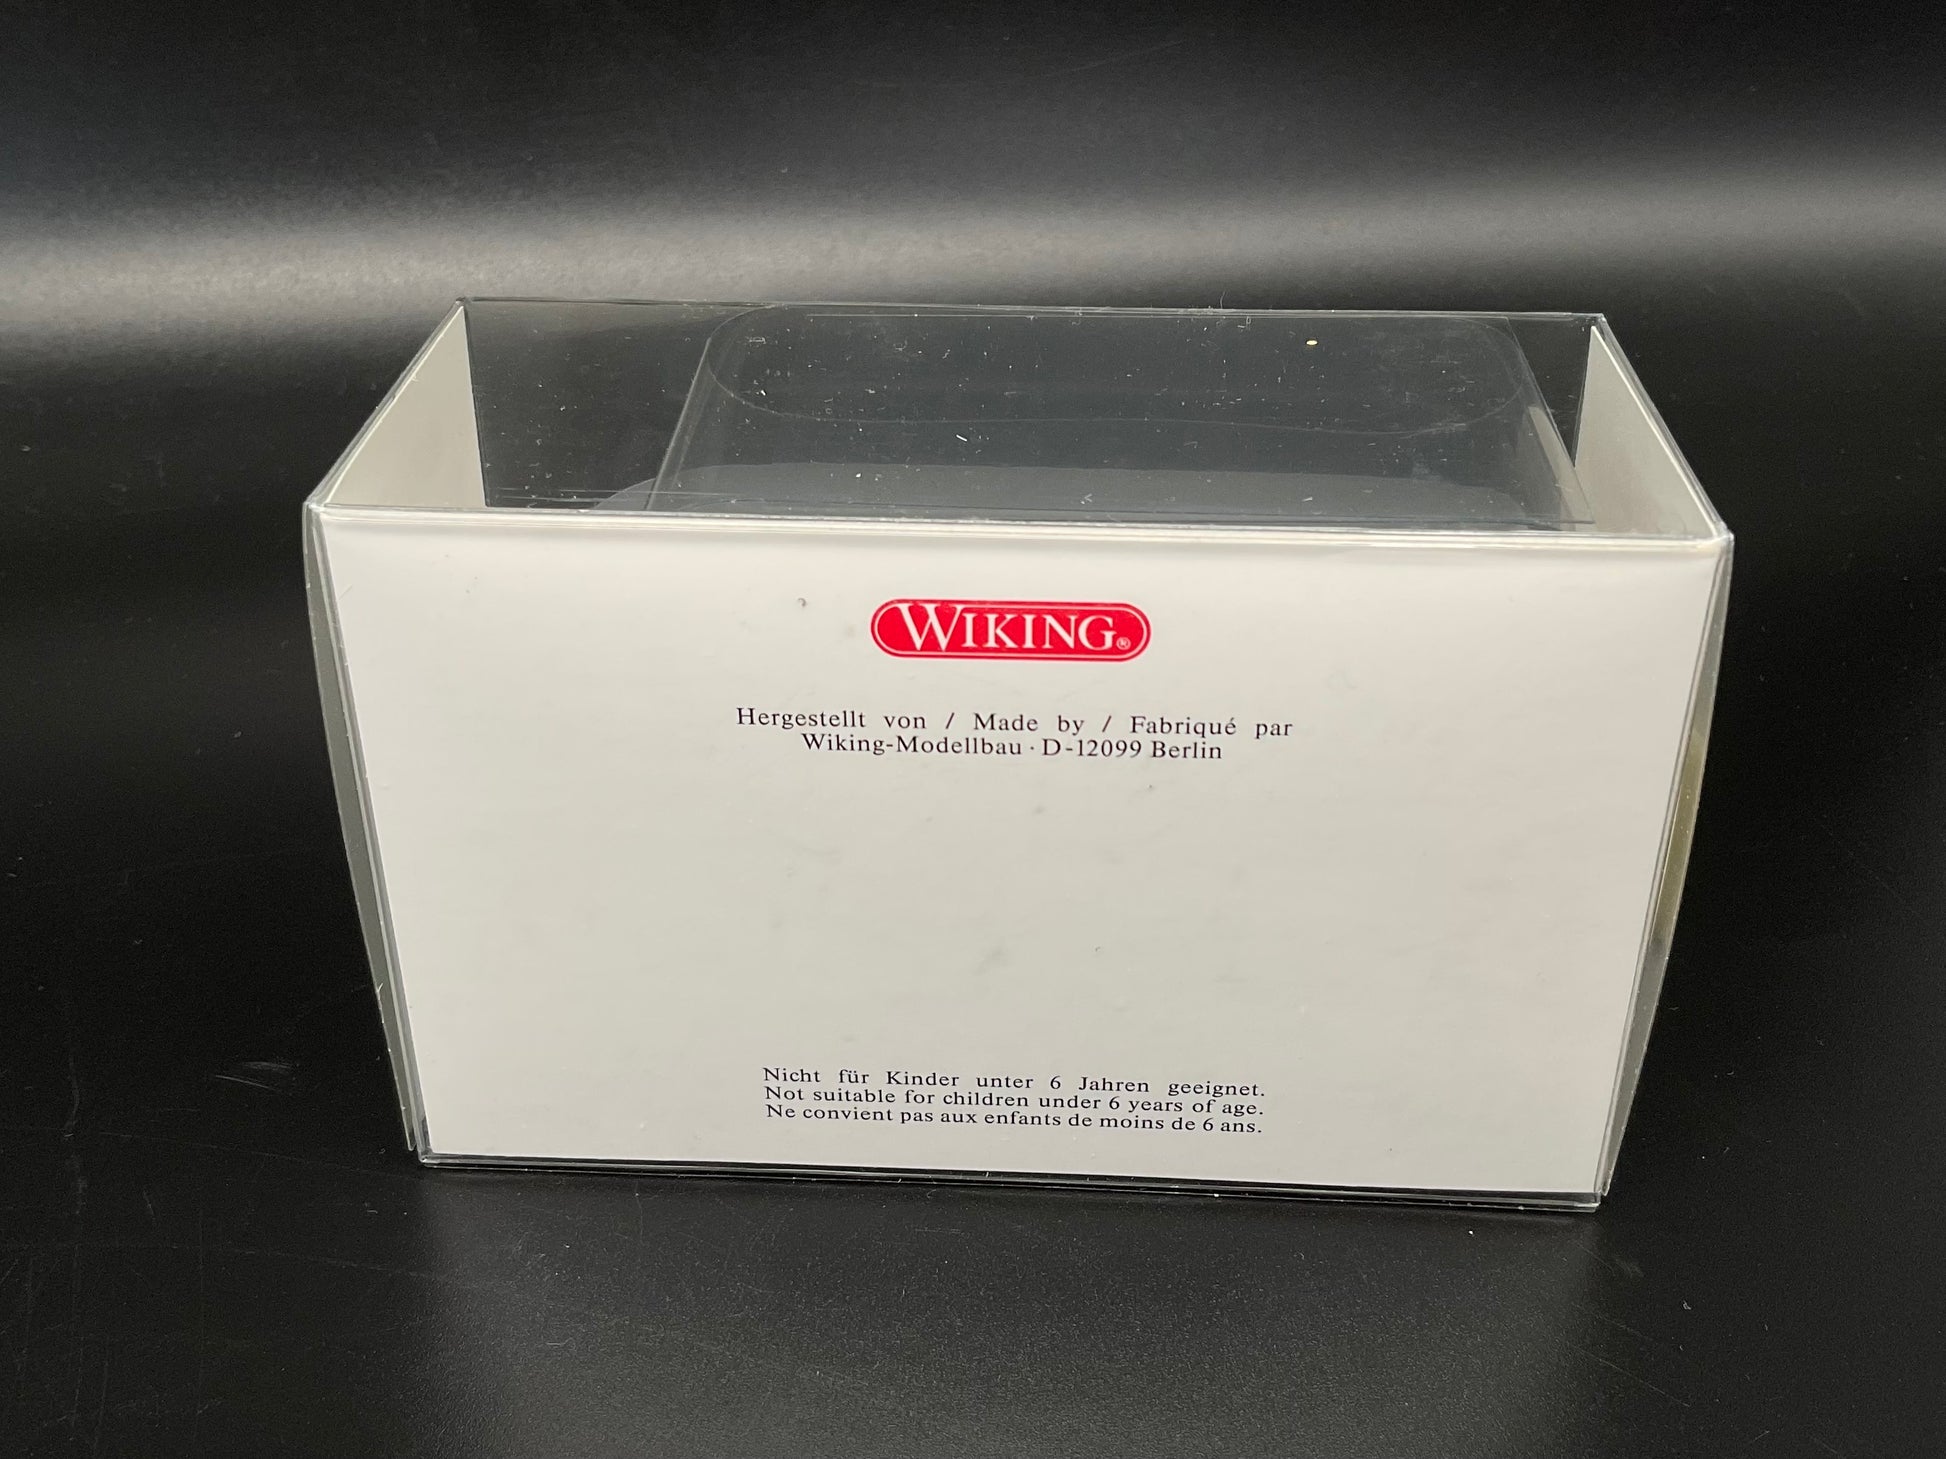 WIKING®
Hergestellt von / Made by / Fabriqué par
Wiking-Modellbau · D-12099 Berlin
Nicht für Kinder unter 6 Jahren geeignet.
Not suitable for children under 6 years of age.
Ne convient pas aux enfants de moins de 6 ans.